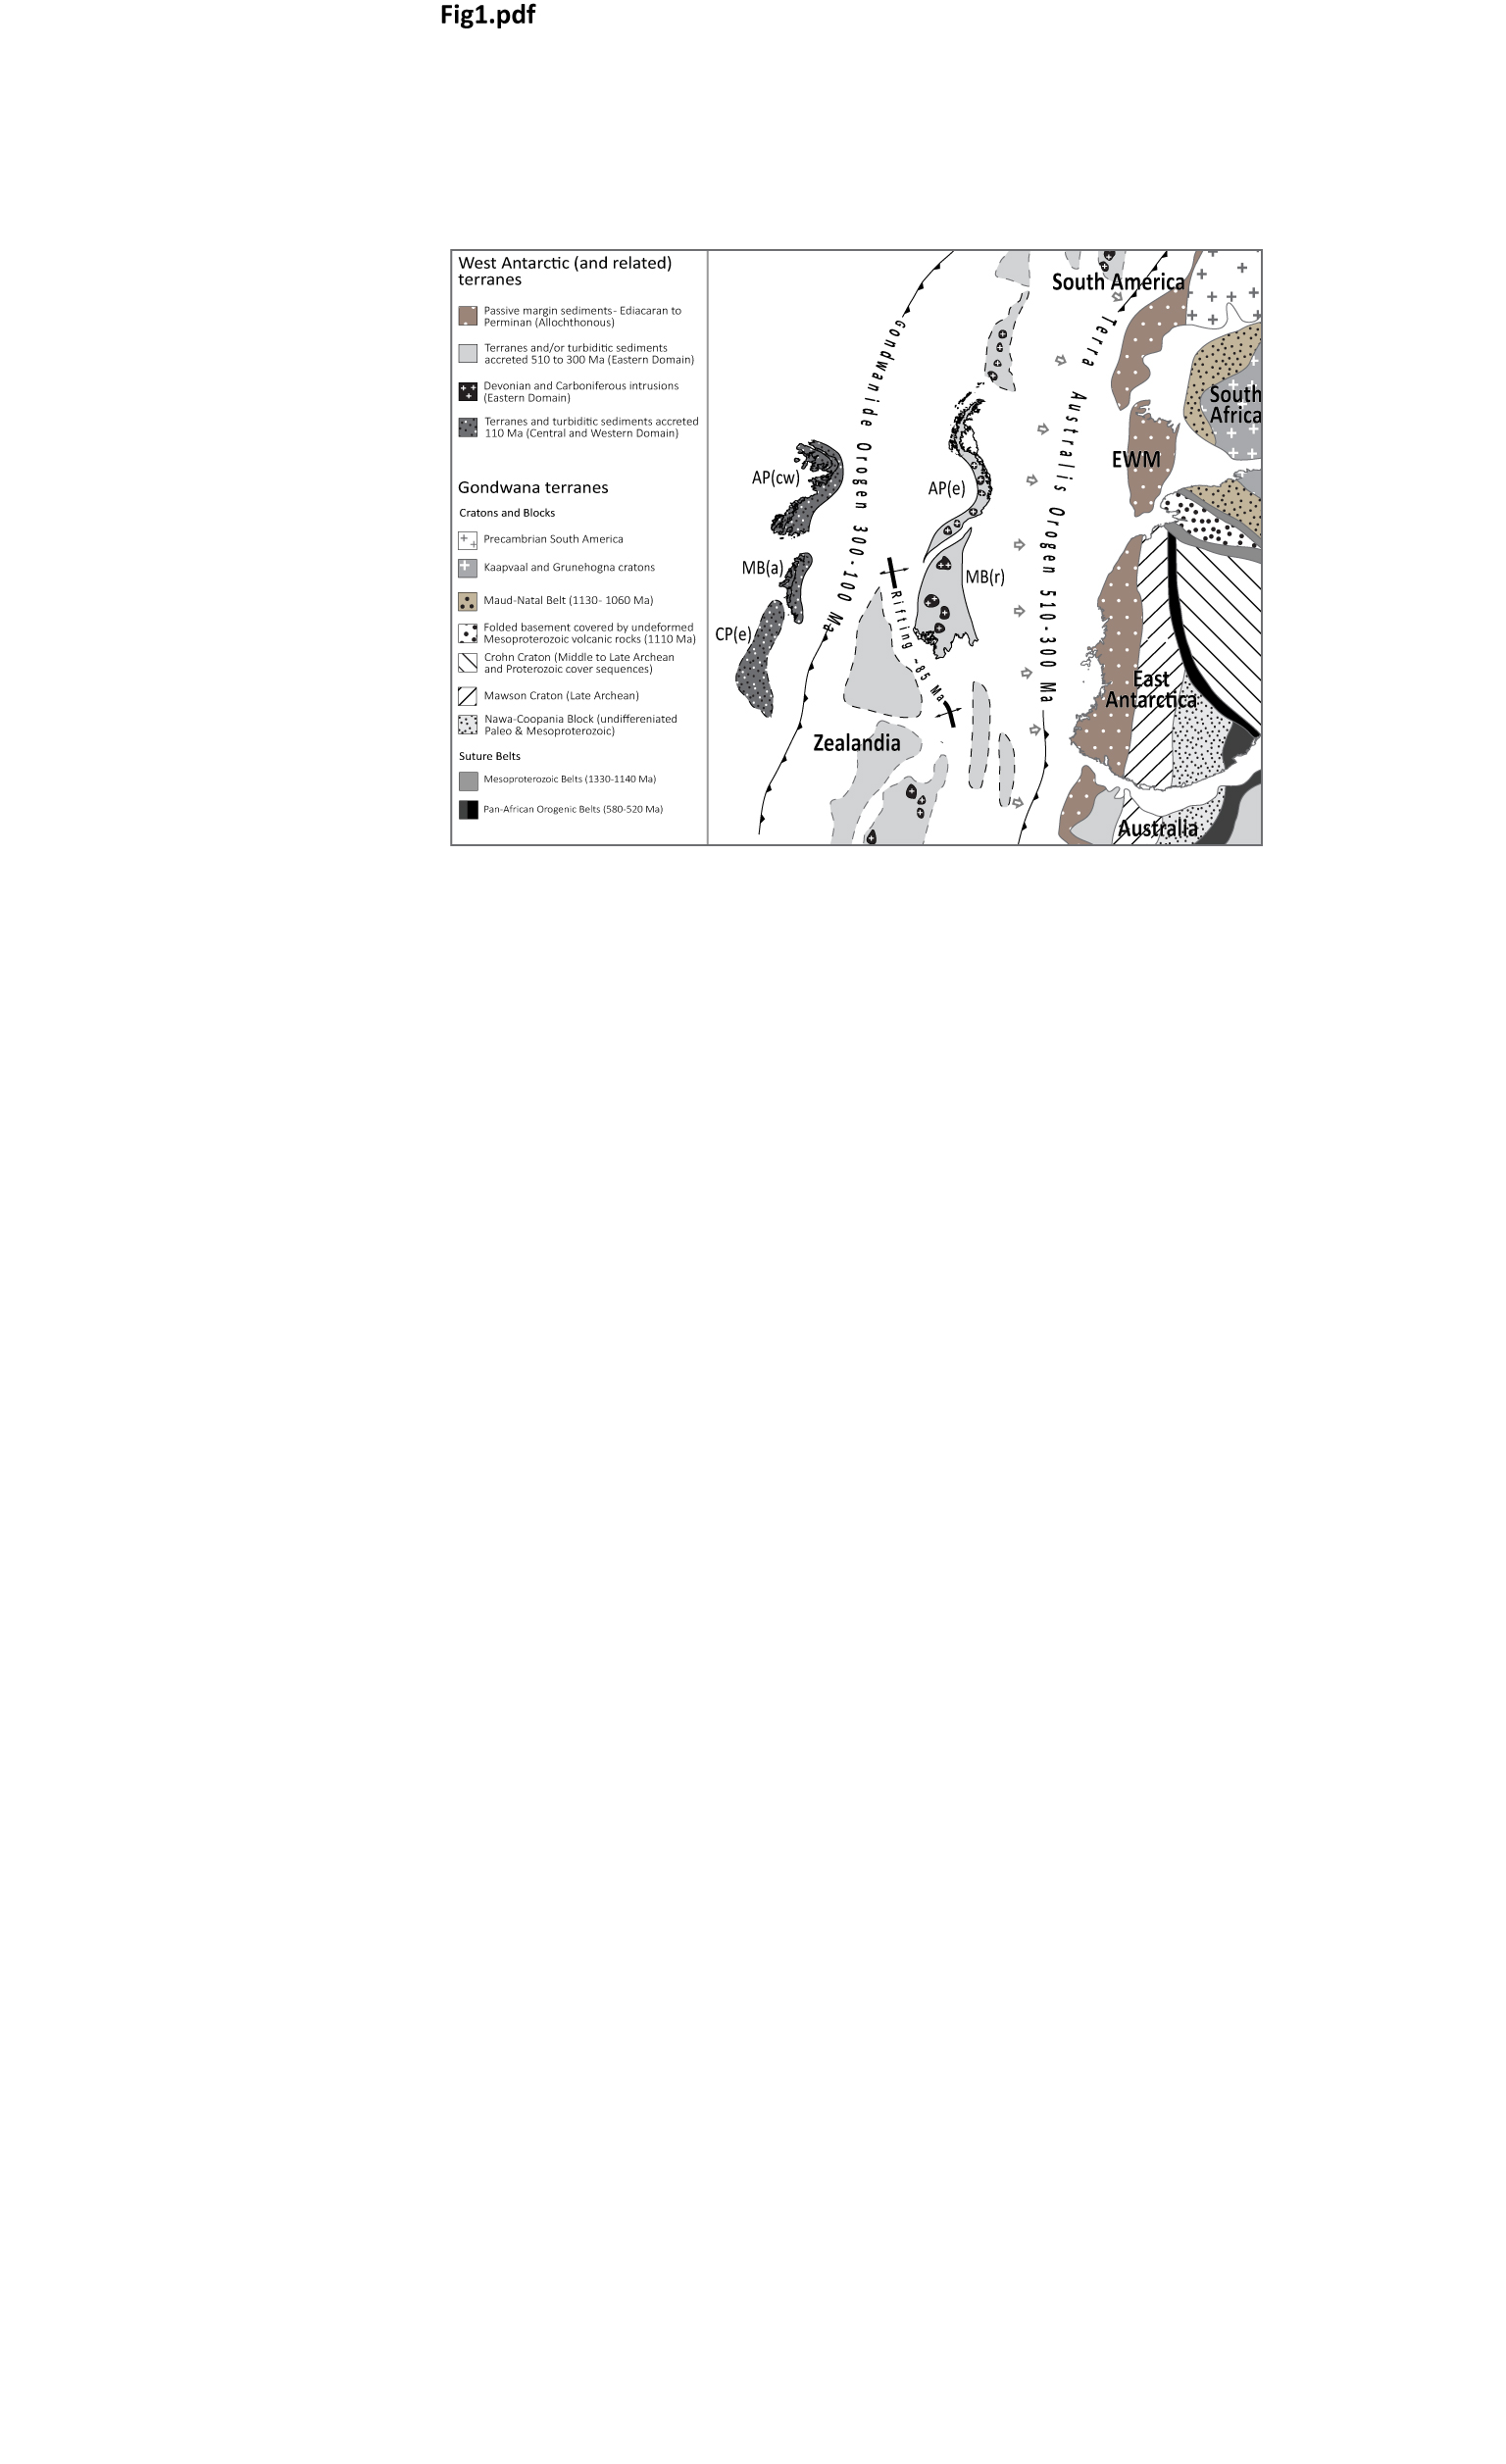 Fig1.pdf
West Antarctic (and related)
terranes
Passive margin sediments- Ediacaran to
Perminan (Allochthonous)
Terranes and/or turbiditic sediments
accreted 510 to 300 Ma (Eastern Domain)
Devonian and Carboniferous intrusions
(Eastern Domain)
Terranes and turbiditic sediments accreted
110 Ma (Central and Western Domain)
Gondwana terranes
Cratons and Blocks
Precambrian South America
Kaapvaal and Grunehogna cratons
Maud-Natal Belt (1130- 1060 Ma)
Folded basement covered by undeformed
Mesoproterozoic volcanic rocks (1110 Ma)
Crohn Craton (Middle to Late Archean
and Proterozoic cover sequences)
Mawson Craton (Late Archean)
Nawa-Coopania Block (undiffereniated
Paleo & Mesoproterozoic)
Suture Belts
Mesoproterozoic Belts (1330-1140 Ma)
Pan-African Orogenic Belts (580-520 Ma)
South America
Gondwanide Orogen 300-100 Ma
Terra Australis Orogen 510-300 Ma
South
Africa
EWM
AP(cw)
AP(e)
MB(a)
MB(r)
CP(e)
Rifting ~85 Ma
East
Antarctica
Zealandia
Australia